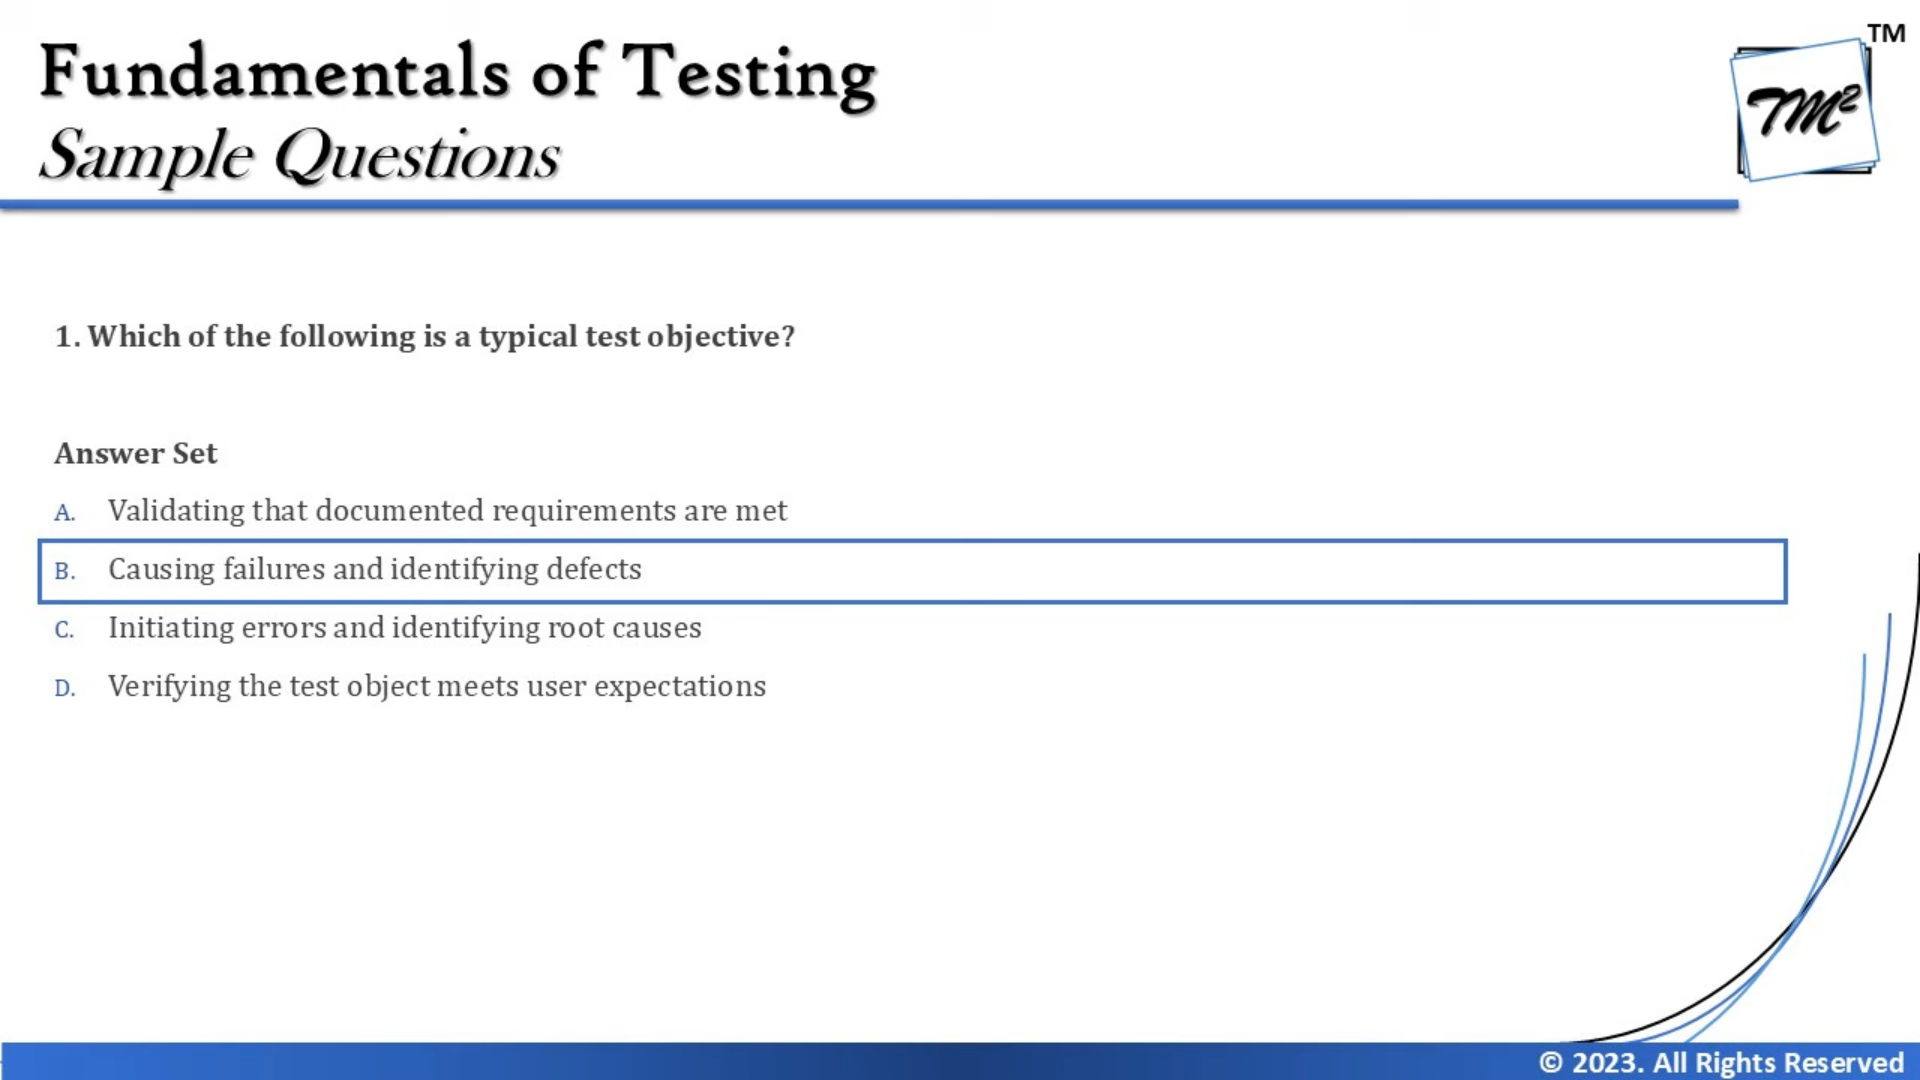 Fundamentals of Testing
Sample Questions
TM
TM²
1. Which of the following is a typical test objective?
Answer Set
A. Validating that documented requirements are met
B. Causing failures and identifying defects
C. Initiating errors and identifying root causes
D. Verifying the test object meets user expectations
© 2023. All Rights Reserved